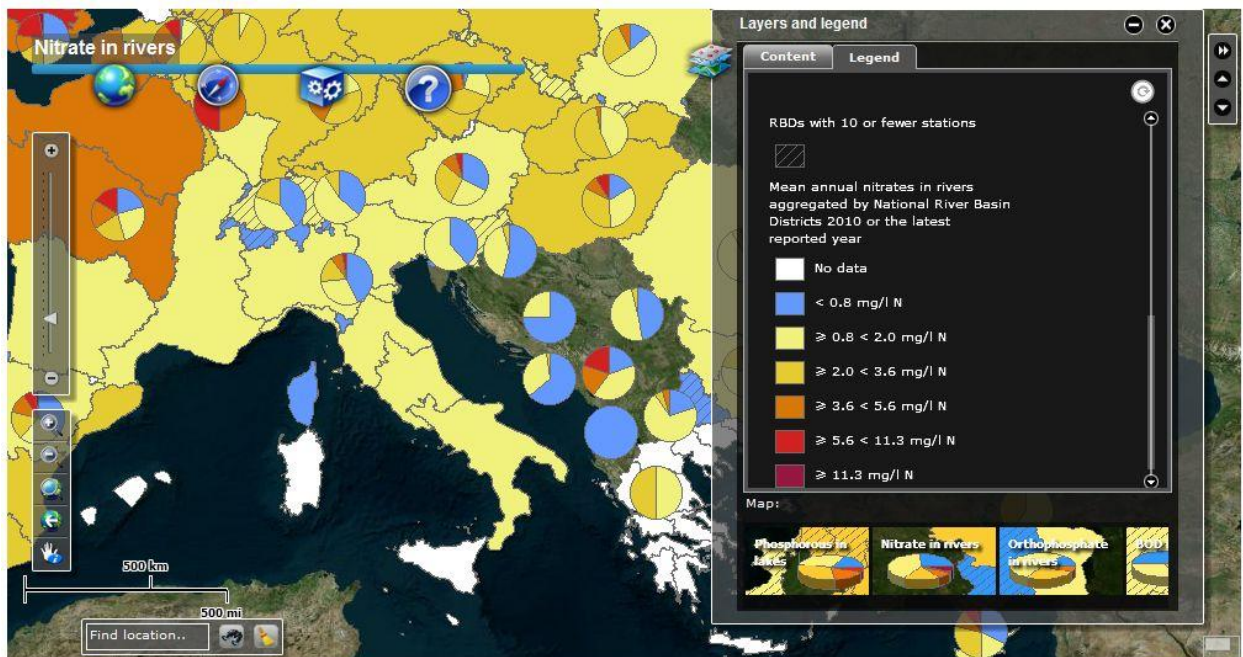 Nitrate in rivers
500 km
500 mi
Find location..
Layers and legend
Content
Legend
RBDs with 10 or fewer stations
Mean annual nitrates in rivers
aggregated by National River Basin
Districts 2010 or the latest
reported year
No data
< 0.8 mg/l N
⩾ 0.8 < 2.0 mg/l N
⩾ 2.0 < 3.6 mg/l N
⩾ 3.6 < 5.6 mg/l N
⩾ 5.6 < 11.3 mg/l N
⩾ 11.3 mg/l N
Map:
Phosphorous in
lakes
Nitrate in rivers
Orthophosphate
in rivers
BOD